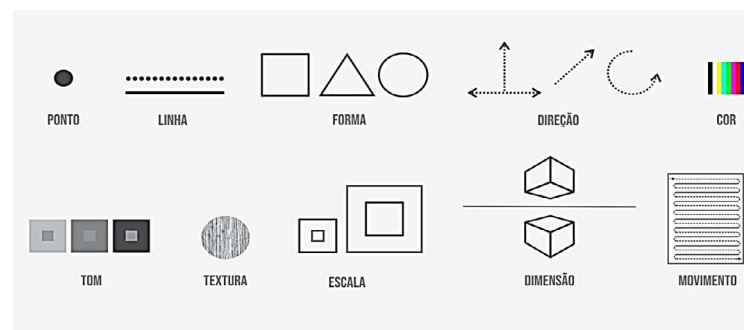 PONTO
LINHA
FORMA
DIREÇÃO
COR
TOM
TEXTURA
ESCALA
DIMENSÃO
MOVIMENTO